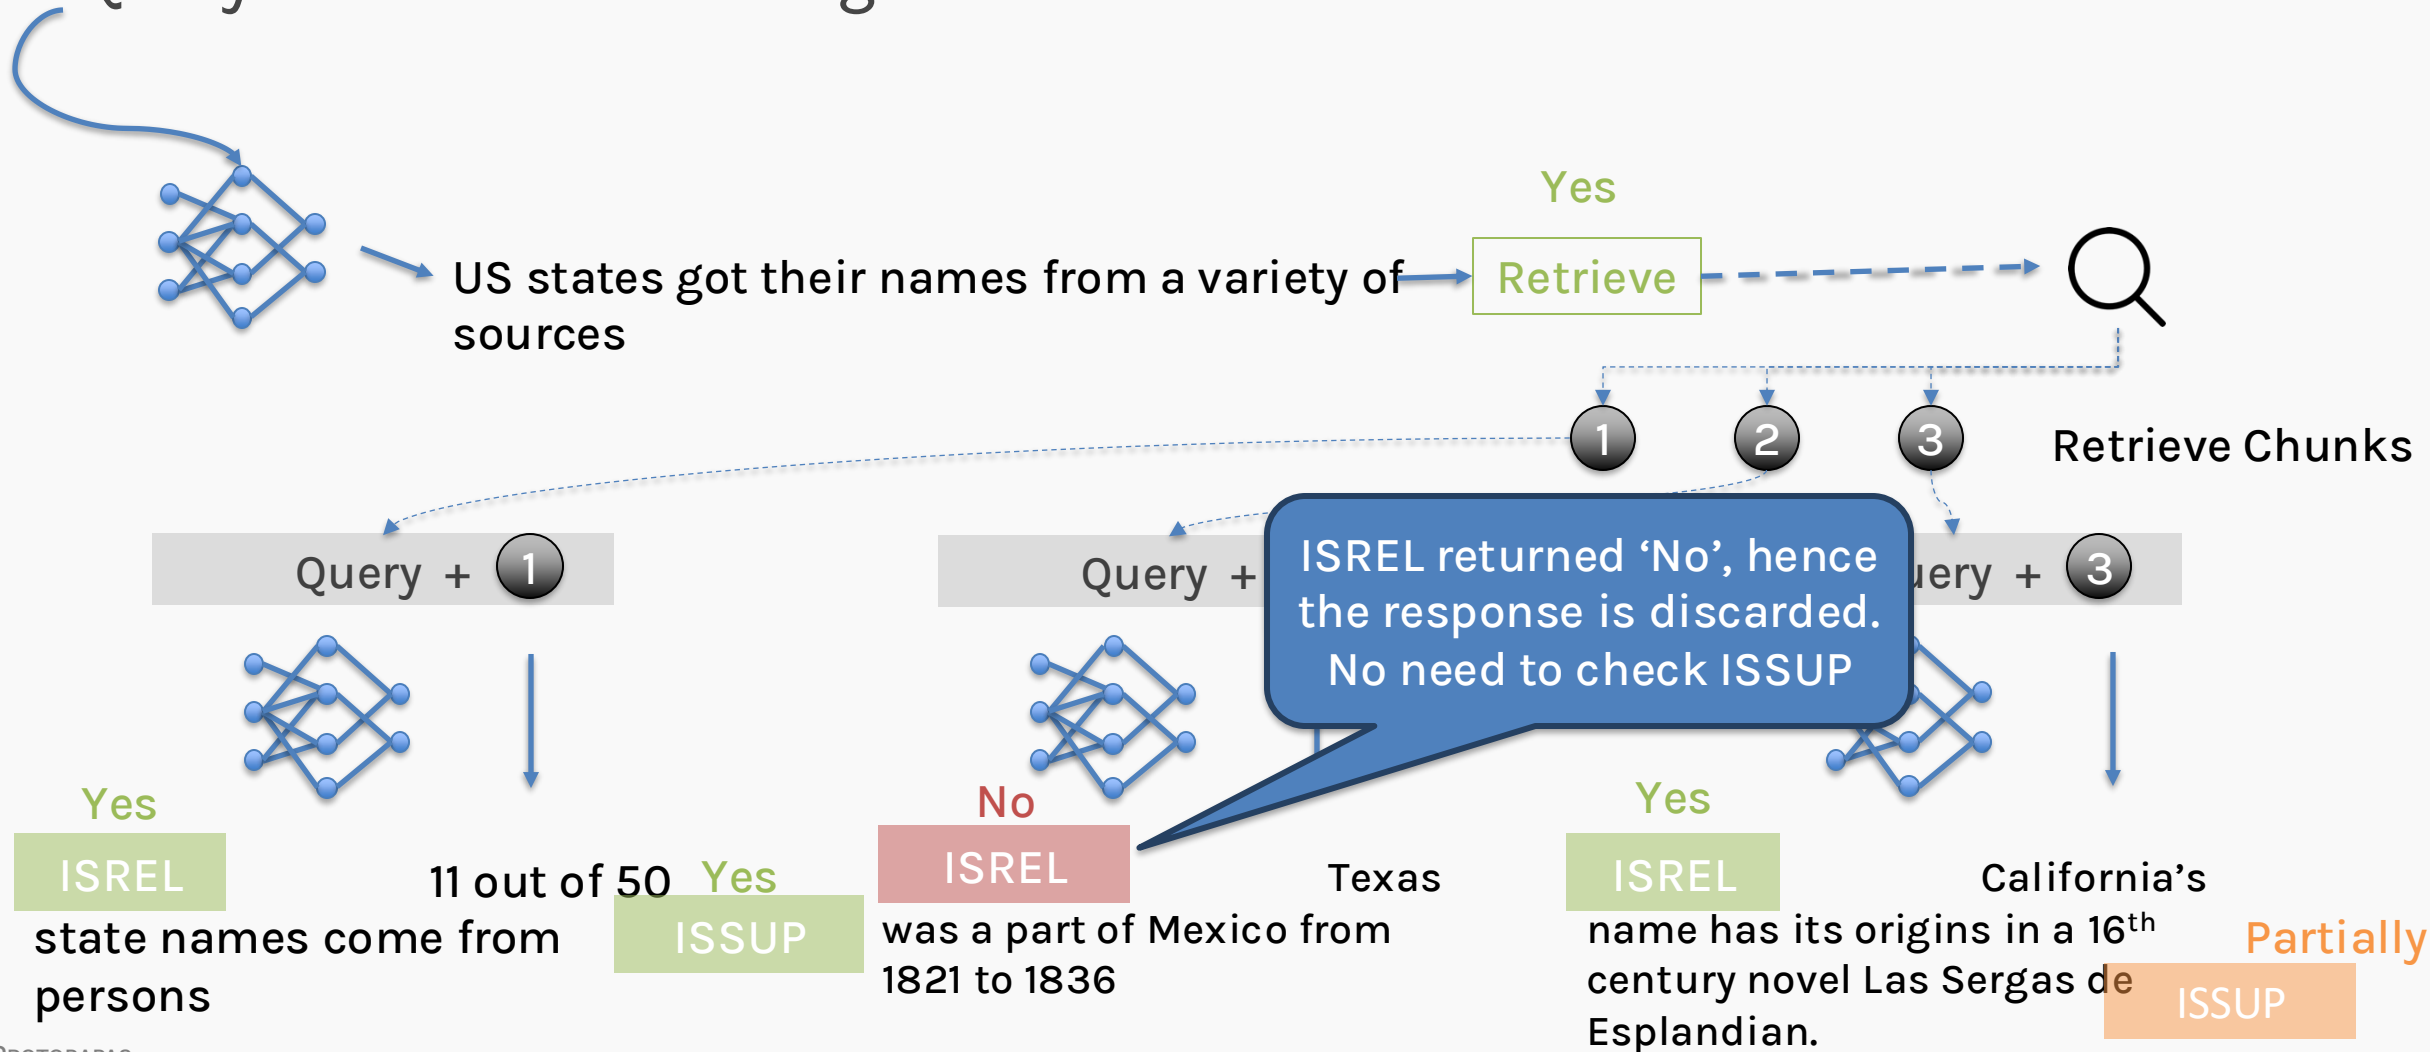 Yes
US states got their names from a variety of
sources
Retrieve
1
2
3
Retrieve Chunks
Query + 1
Query +
ISREL returned ‘No’, hence
the response is discarded.
No need to check ISSUP
uery + 3
Yes
ISREL
11 out of 50
state names come from
persons
Yes
ISSUP
No
ISREL
Texas
was a part of Mexico from
1821 to 1836
Yes
ISREL
California’s
name has its origins in a 16th
century novel Las Sergas de
Esplandian.
Partially
ISSUP